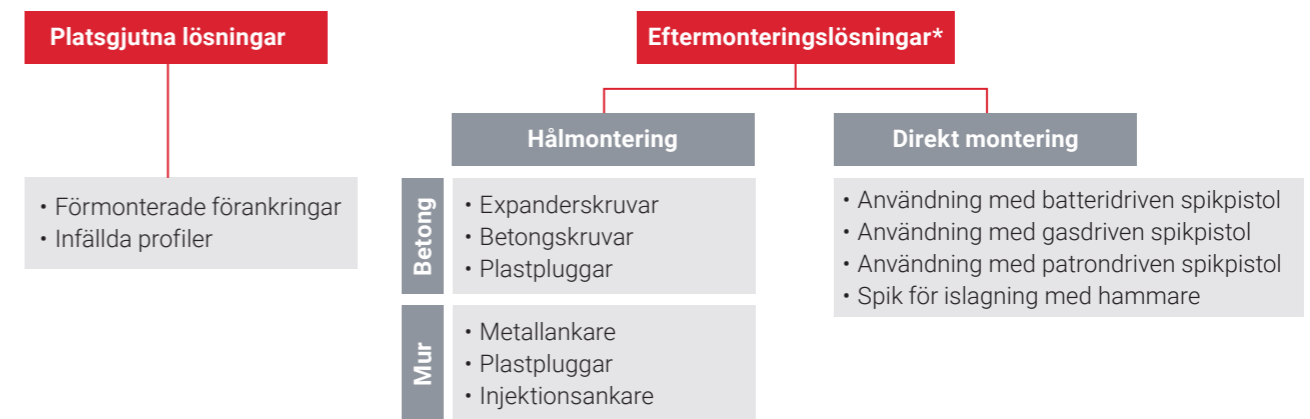 Platsgjutna lösningar
• Förmonterade förankringar
• Infällda profiler
Eftermonteringslösningar*
Hålmontering
Betong
• Expanderskruvar
• Betongskruvar
• Plastpluggar
Mur
• Metallankare
• Plastpluggar
• Injektionsankare
Direkt montering
• Användning med batteridriven spikpistol
• Användning med gasdriven spikpistol
• Användning med patrondriven spikpistol
• Spik för islagning med hammare